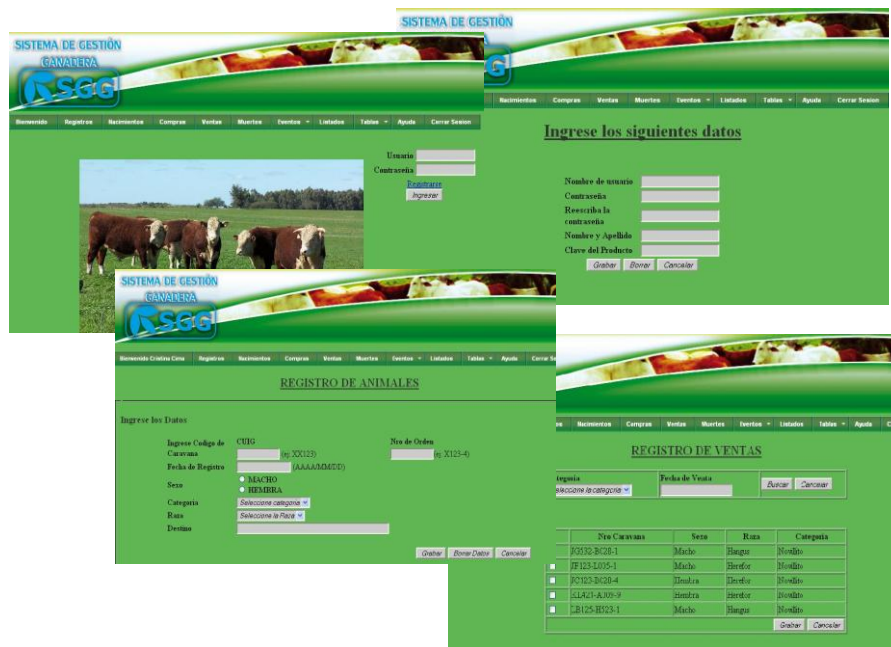 SISTEMA DE GESTIÓN
GANADERA
SGG
Bienvenido Registros Nacimientos Compras Ventas Muertes Eventos Listados Tablas Ayuda Cerrar Sesion
Usuario
Contraseña
Registrarse
Ingresar
SISTEMA DE GESTIÓN
Nacimientos Compras Ventas Muertes Eventos Listados Tablas Ayuda Cerrar Sesion
Ingrese los siguientes datos
Nombre de usuario
Contraseña
Reescriba la
contraseña
Nombre y Apellido
Clave del Producto
Grabar Borrar Cancelar
SISTEMA DE GESTIÓN
GANADERA
SGG
Bienvenido Cristina Cima Registros Nacimientos Compras Ventas Muertes Eventos Listados Tablas Ayuda
REGISTRO DE ANIMALES
Ingrese los Datos
Ingrese Codigo de
Caravana
CUIG
(ej. XX123)
Nro de Orden
(ej. X123-4)
Fecha de Registro (AAAA/MM/DD)
Sexo
MACHO
HEMBRA
Categoria Seleccione categoria
Raza Seleccione la Raza
Destino
Grabar Borrar Datos Cancelar
Nacimientos Compras Ventas Muertes Eventos Listados Tablas Ayuda
REGISTRO DE VENTAS
Fecha de Venta
Buscar Cancelar
Nro Caravana Sexo Raza Categoria
Macho Hangus Novillito
JF123-L035-1 Macho Herefor Novillito
Hembra Herefor Novillito
Hembra Herefor Novillito
LB125-H523-1 Macho Hangus Novillito
Grabar Cancelar